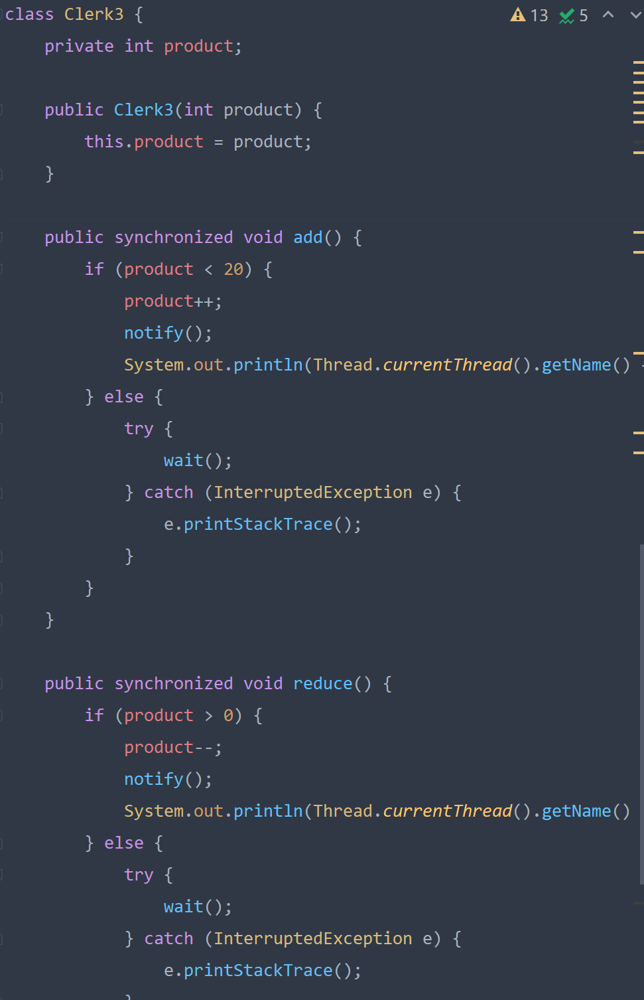 class Clerk3 {
13 5
private int product;
public Clerk3(int product) {
this.product = product;
}
public synchronized void add() {
if (product < 20) {
product++;
notify();
System.out.println(Thread.currentThread().getName()
} else {
try {
wait();
} catch (InterruptedException e) {
e.printStackTrace();
}
}
}
public synchronized void reduce() {
if (product > 0) {
product--;
notify();
System.out.println(Thread.currentThread().getName()
} else {
try {
wait();
} catch (InterruptedException e) {
e.printStackTrace();
}